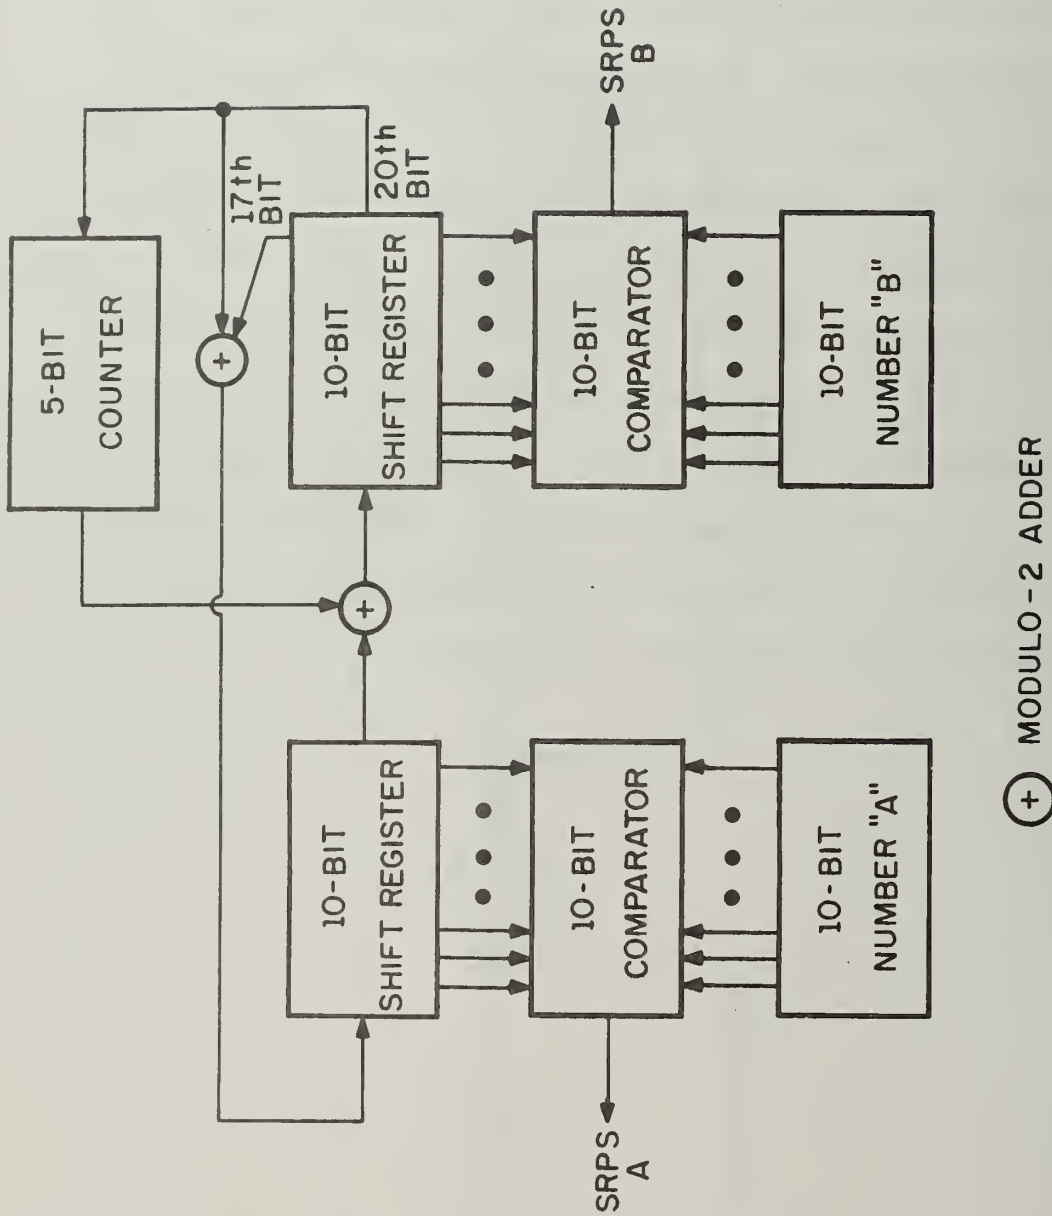 5-BIT
COUNTER
17th
BIT
20th
BIT
+
+
10-BIT
SHIFT REGISTER
10-BIT
SHIFT REGISTER
10-BIT
COMPARATOR
10-BIT
COMPARATOR
SRPS
A
SRPS
B
10-BIT
NUMBER "A"
10-BIT
NUMBER "B"
+ MODULO-2 ADDER